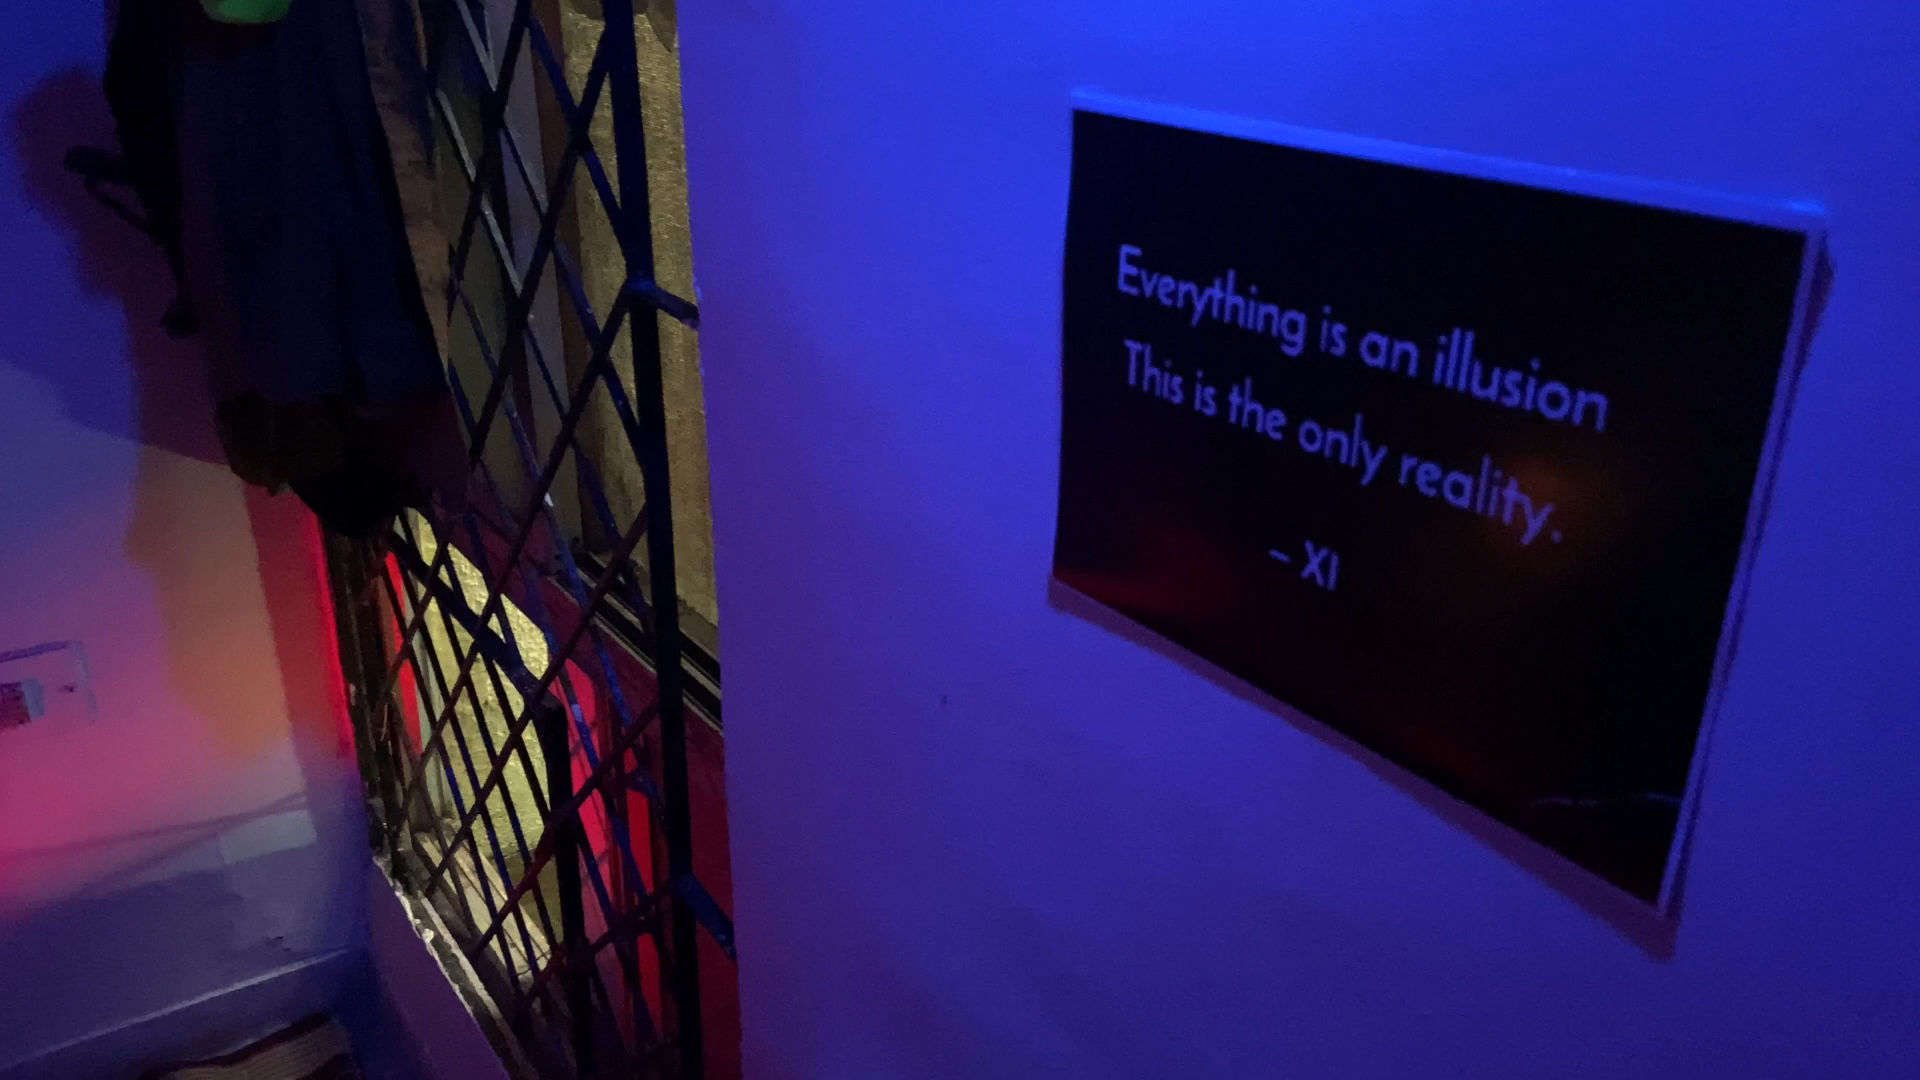 Everything is an illusion
This is the only reality.
– XI